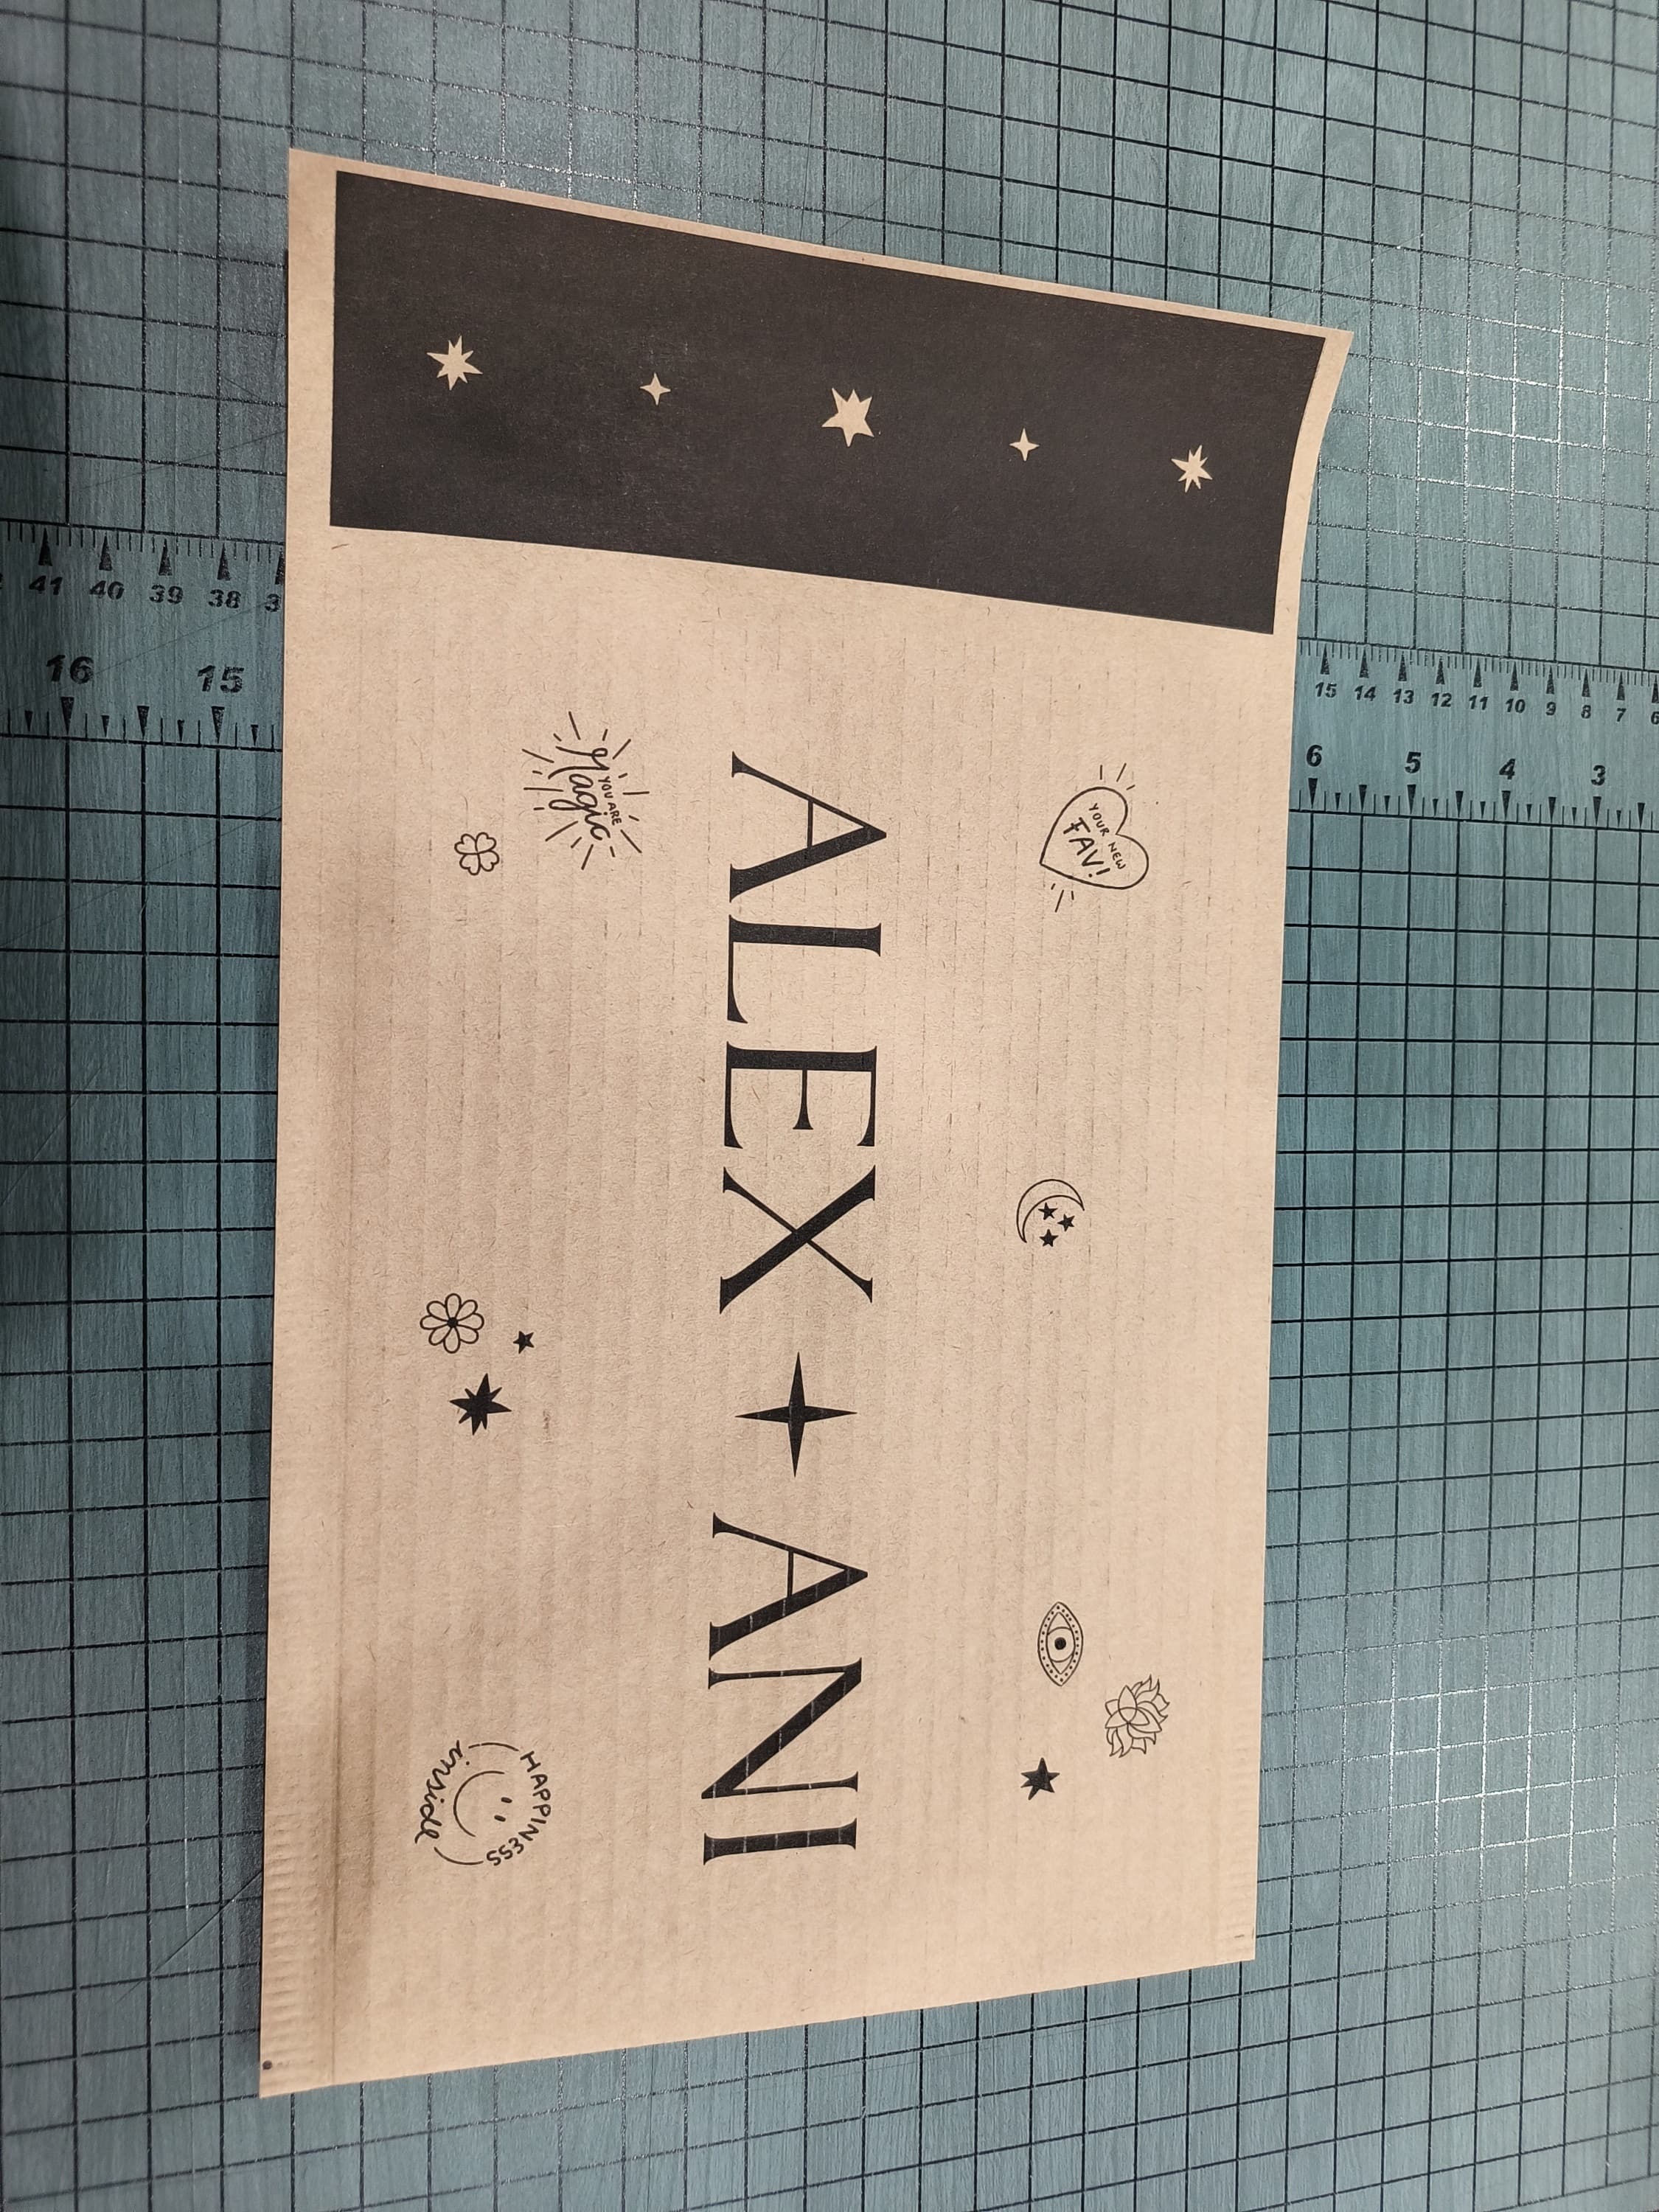 YOUR NEW
FAV!
ALEX ANI
YOU ARE
Magic
HAPPINESS
inside
41 40 39 38
16 15
15 14 13 12 11 10 9 8 7 6
6 5 4 3